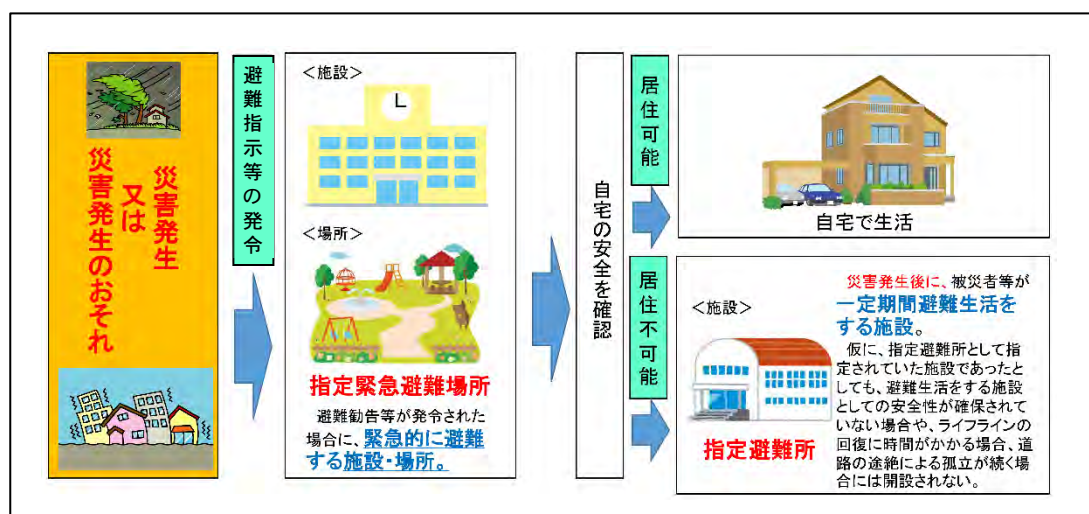 災害発生
又は
災害発生のおそれ
避難指示等の発令
<施設>
<場所>
指定緊急避難場所
避難勧告等が発令された
場合に、緊急的に避難
する施設・場所。
自宅の安全を確認
居住可能
自宅で生活
居住不可能
<施設>
指定避難所
災害発生後に、被災者等が
一定期間避難生活を
する施設。
仮に、指定避難所として指
定されていた施設であったと
しても、避難生活をする施設
としての安全性が確保されて
いない場合や、ライフラインの
回復に時間がかかる場合、道
路の途絶による孤立が続く場
合には開設されない。